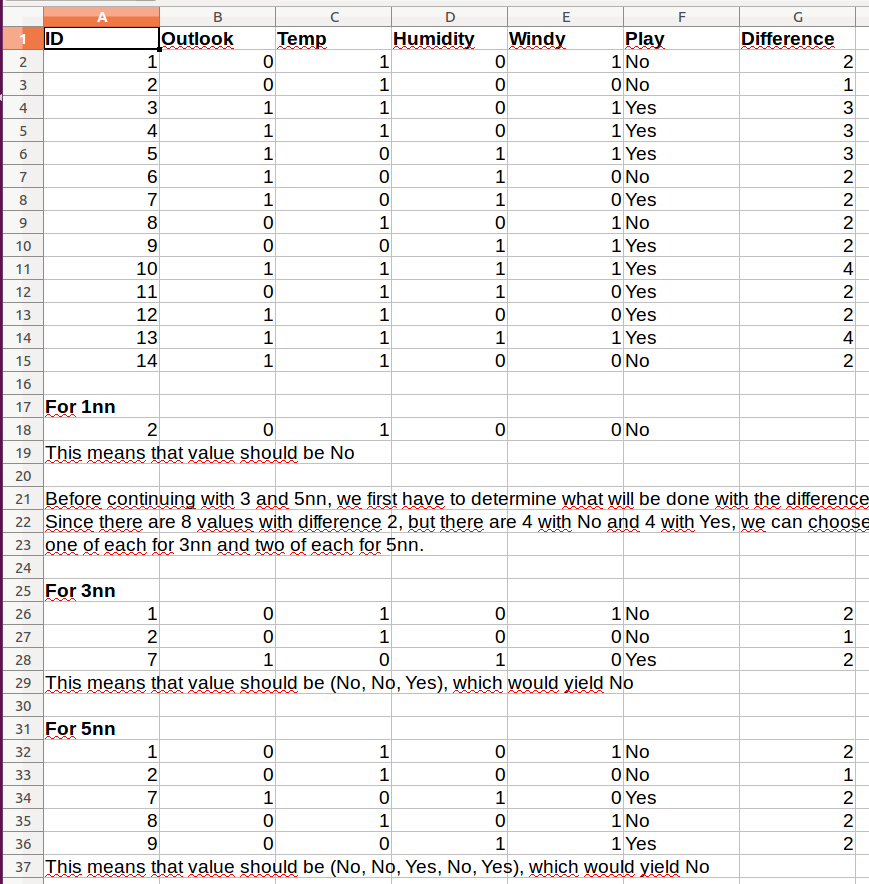 A B C D E F G
1 ID Outlook Temp Humidity Windy Play Difference
2 1 0 1 0 1 No 2
3 2 0 1 0 0 No 1
4 3 1 1 0 1 Yes 3
5 4 1 1 0 1 Yes 3
6 5 1 0 1 1 Yes 3
7 6 1 0 1 0 No 2
8 7 1 0 1 0 Yes 2
9 8 0 1 0 1 No 2
10 9 0 0 1 1 Yes 2
11 10 1 1 1 1 Yes 4
12 11 0 1 1 0 Yes 2
13 12 1 1 0 0 Yes 2
14 13 1 1 1 1 Yes 4
15 14 1 1 0 0 No 2
16
17 For 1nn
18 2 0 1 0 0 No
19 This means that value should be No
20
21 Before continuing with 3 and 5nn, we first have to determine what will be done with the difference
22 Since there are 8 values with difference 2, but there are 4 with No and 4 with Yes, we can choose
23 one of each for 3nn and two of each for 5nn.
24
25 For 3nn
26 1 0 1 0 1 No 2
27 2 0 1 0 0 No 1
28 7 1 0 1 0 Yes 2
29 This means that value should be (No, No, Yes), which would yield No
30
31 For 5nn
32 1 0 1 0 1 No 2
33 2 0 1 0 0 No 1
34 7 1 0 1 0 Yes 2
35 8 0 1 0 1 No 2
36 9 0 0 1 1 Yes 2
37 This means that value should be (No, No, Yes, No, Yes), which would yield No